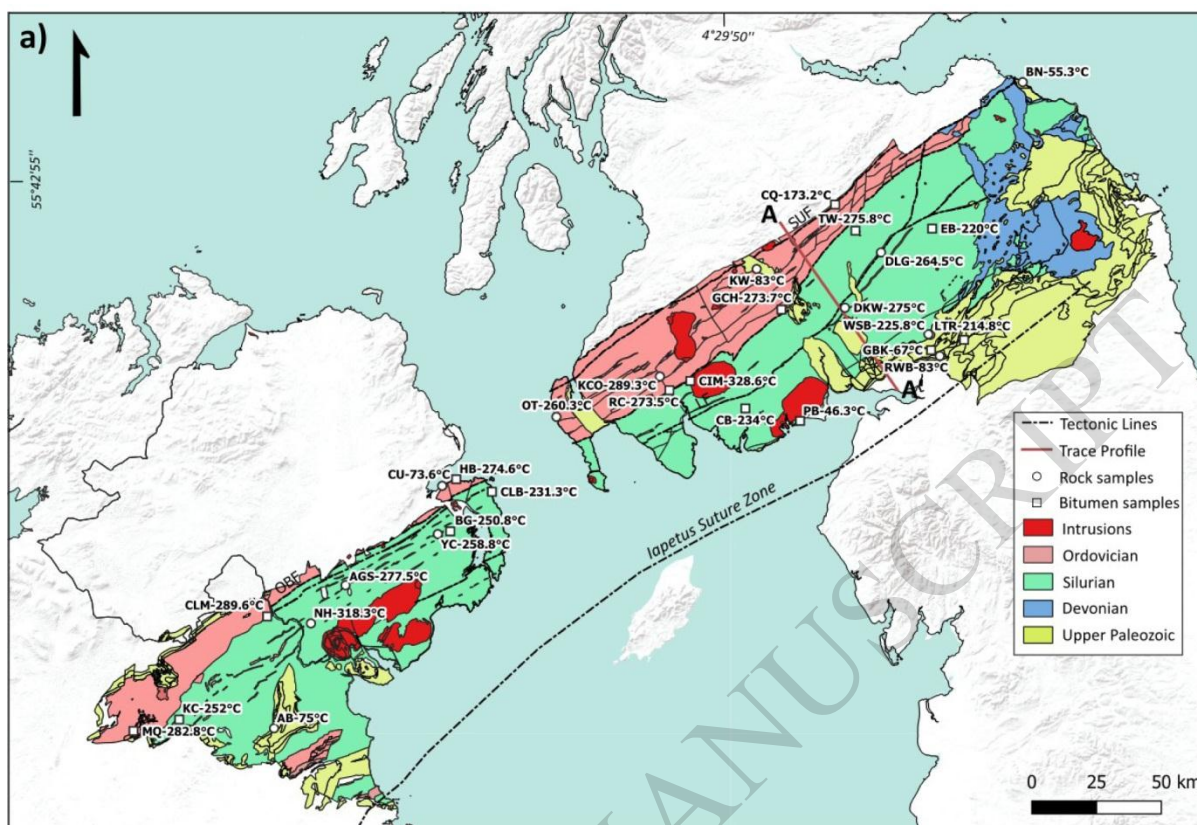 a)
4°29'50''
55°42'55''
BN-55.3°C
CQ-173.2°C
SUF
A
TW-275.8°C
EB-220°C
DLG-264.5°C
KW-83°C
GCH-273.7°C
DKW-275°C
WSB-225.8°C
LTR-214.8°C
GBK-67°C
RWB-83°C
KCO-289.3°C
CIM-328.6°C
RC-273.5°C
A'
OT-260.3°C
CB-234°C
PB-46.3°C
CU-73.6°C
HB-274.6°C
CLB-231.3°C
BG-250.8°C
YC-258.8°C
Iapetus Suture Zone
OBF
AGS-277.5°C
CLM-289.6°C
NH-318.3°C
KC-252°C
AB-75°C
MQ-282.8°C
Tectonic Lines
Trace Profile
Rock samples
Bitumen samples
Intrusions
Ordovician
Silurian
Devonian
Upper Paleozoic
0 25 50 km
MANUSCRIPT